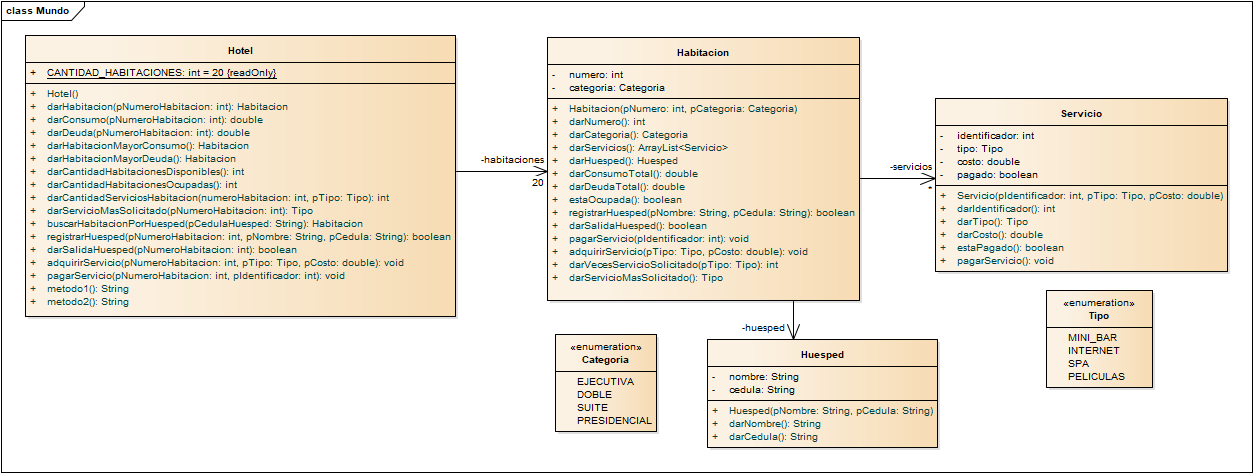 class Mundo
Hotel
+ CANTIDAD_HABITACIONES: int = 20 {readOnly}
+ Hotel()
+ darHabitacion(pNumeroHabitacion: int): Habitacion
+ darConsumo(pNumeroHabitacion: int): double
+ darDeuda(pNumeroHabitacion: int): double
+ darHabitacionMayorConsumo(): Habitacion
+ darHabitacionMayorDeuda(): Habitacion
+ darCantidadHabitacionesDisponibles(): int
+ darCantidadHabitacionesOcupadas(): int
+ darCantidadServiciosHabitacion(numeroHabitacion: int, pTipo: Tipo): int
+ darServicioMasSolicitado(pNumeroHabitacion: int): Tipo
+ buscarHabitacionPorHuesped(pCedulaHuesped: String): Habitacion
+ registrarHuesped(pNumeroHabitacion: int, pNombre: String, pCedula: String): boolean
+ darSalidaHuesped(pNumeroHabitacion: int): boolean
+ adquirirServicio(pNumeroHabitacion: int, pTipo: Tipo, pCosto: double): void
+ pagarServicio(pNumeroHabitacion: int, pIdentificador: int): void
+ metodo1(): String
+ metodo2(): String
-habitaciones
20
Habitacion
- numero: int
- categoria: Categoria
+ Habitacion(pNumero: int, pCategoria: Categoria)
+ darNumero(): int
+ darCategoria(): Categoria
+ darServicios(): ArrayList<Servicio>
+ darHuesped(): Huesped
+ darConsumoTotal(): double
+ darDeudaTotal(): double
+ estaOcupada(): boolean
+ registrarHuesped(pNombre: String, pCedula: String): boolean
+ darSalidaHuesped(): boolean
+ pagarServicio(pIdentificador: int): void
+ adquirirServicio(pTipo: Tipo, pCosto: double): void
+ darVecesServicioSolicitado(pTipo: Tipo): int
+ darServicioMasSolicitado(): Tipo
-servicios
*
Servicio
- identificador: int
- tipo: Tipo
- costo: double
- pagado: boolean
+ Servicio(pIdentificador: int, pTipo: Tipo, pCosto: double)
+ darIdentificador(): int
+ darTipo(): Tipo
+ darCosto(): double
+ estaPagado(): boolean
+ pagarServicio(): void
-huesped
«enumeration»
Categoria
EJECUTIVA
DOBLE
SUITE
PRESIDENCIAL
Huesped
- nombre: String
- cedula: String
+ Huesped(pNombre: String, pCedula: String)
+ darNombre(): String
+ darCedula(): String
«enumeration»
Tipo
MINI_BAR
INTERNET
SPA
PELICULAS